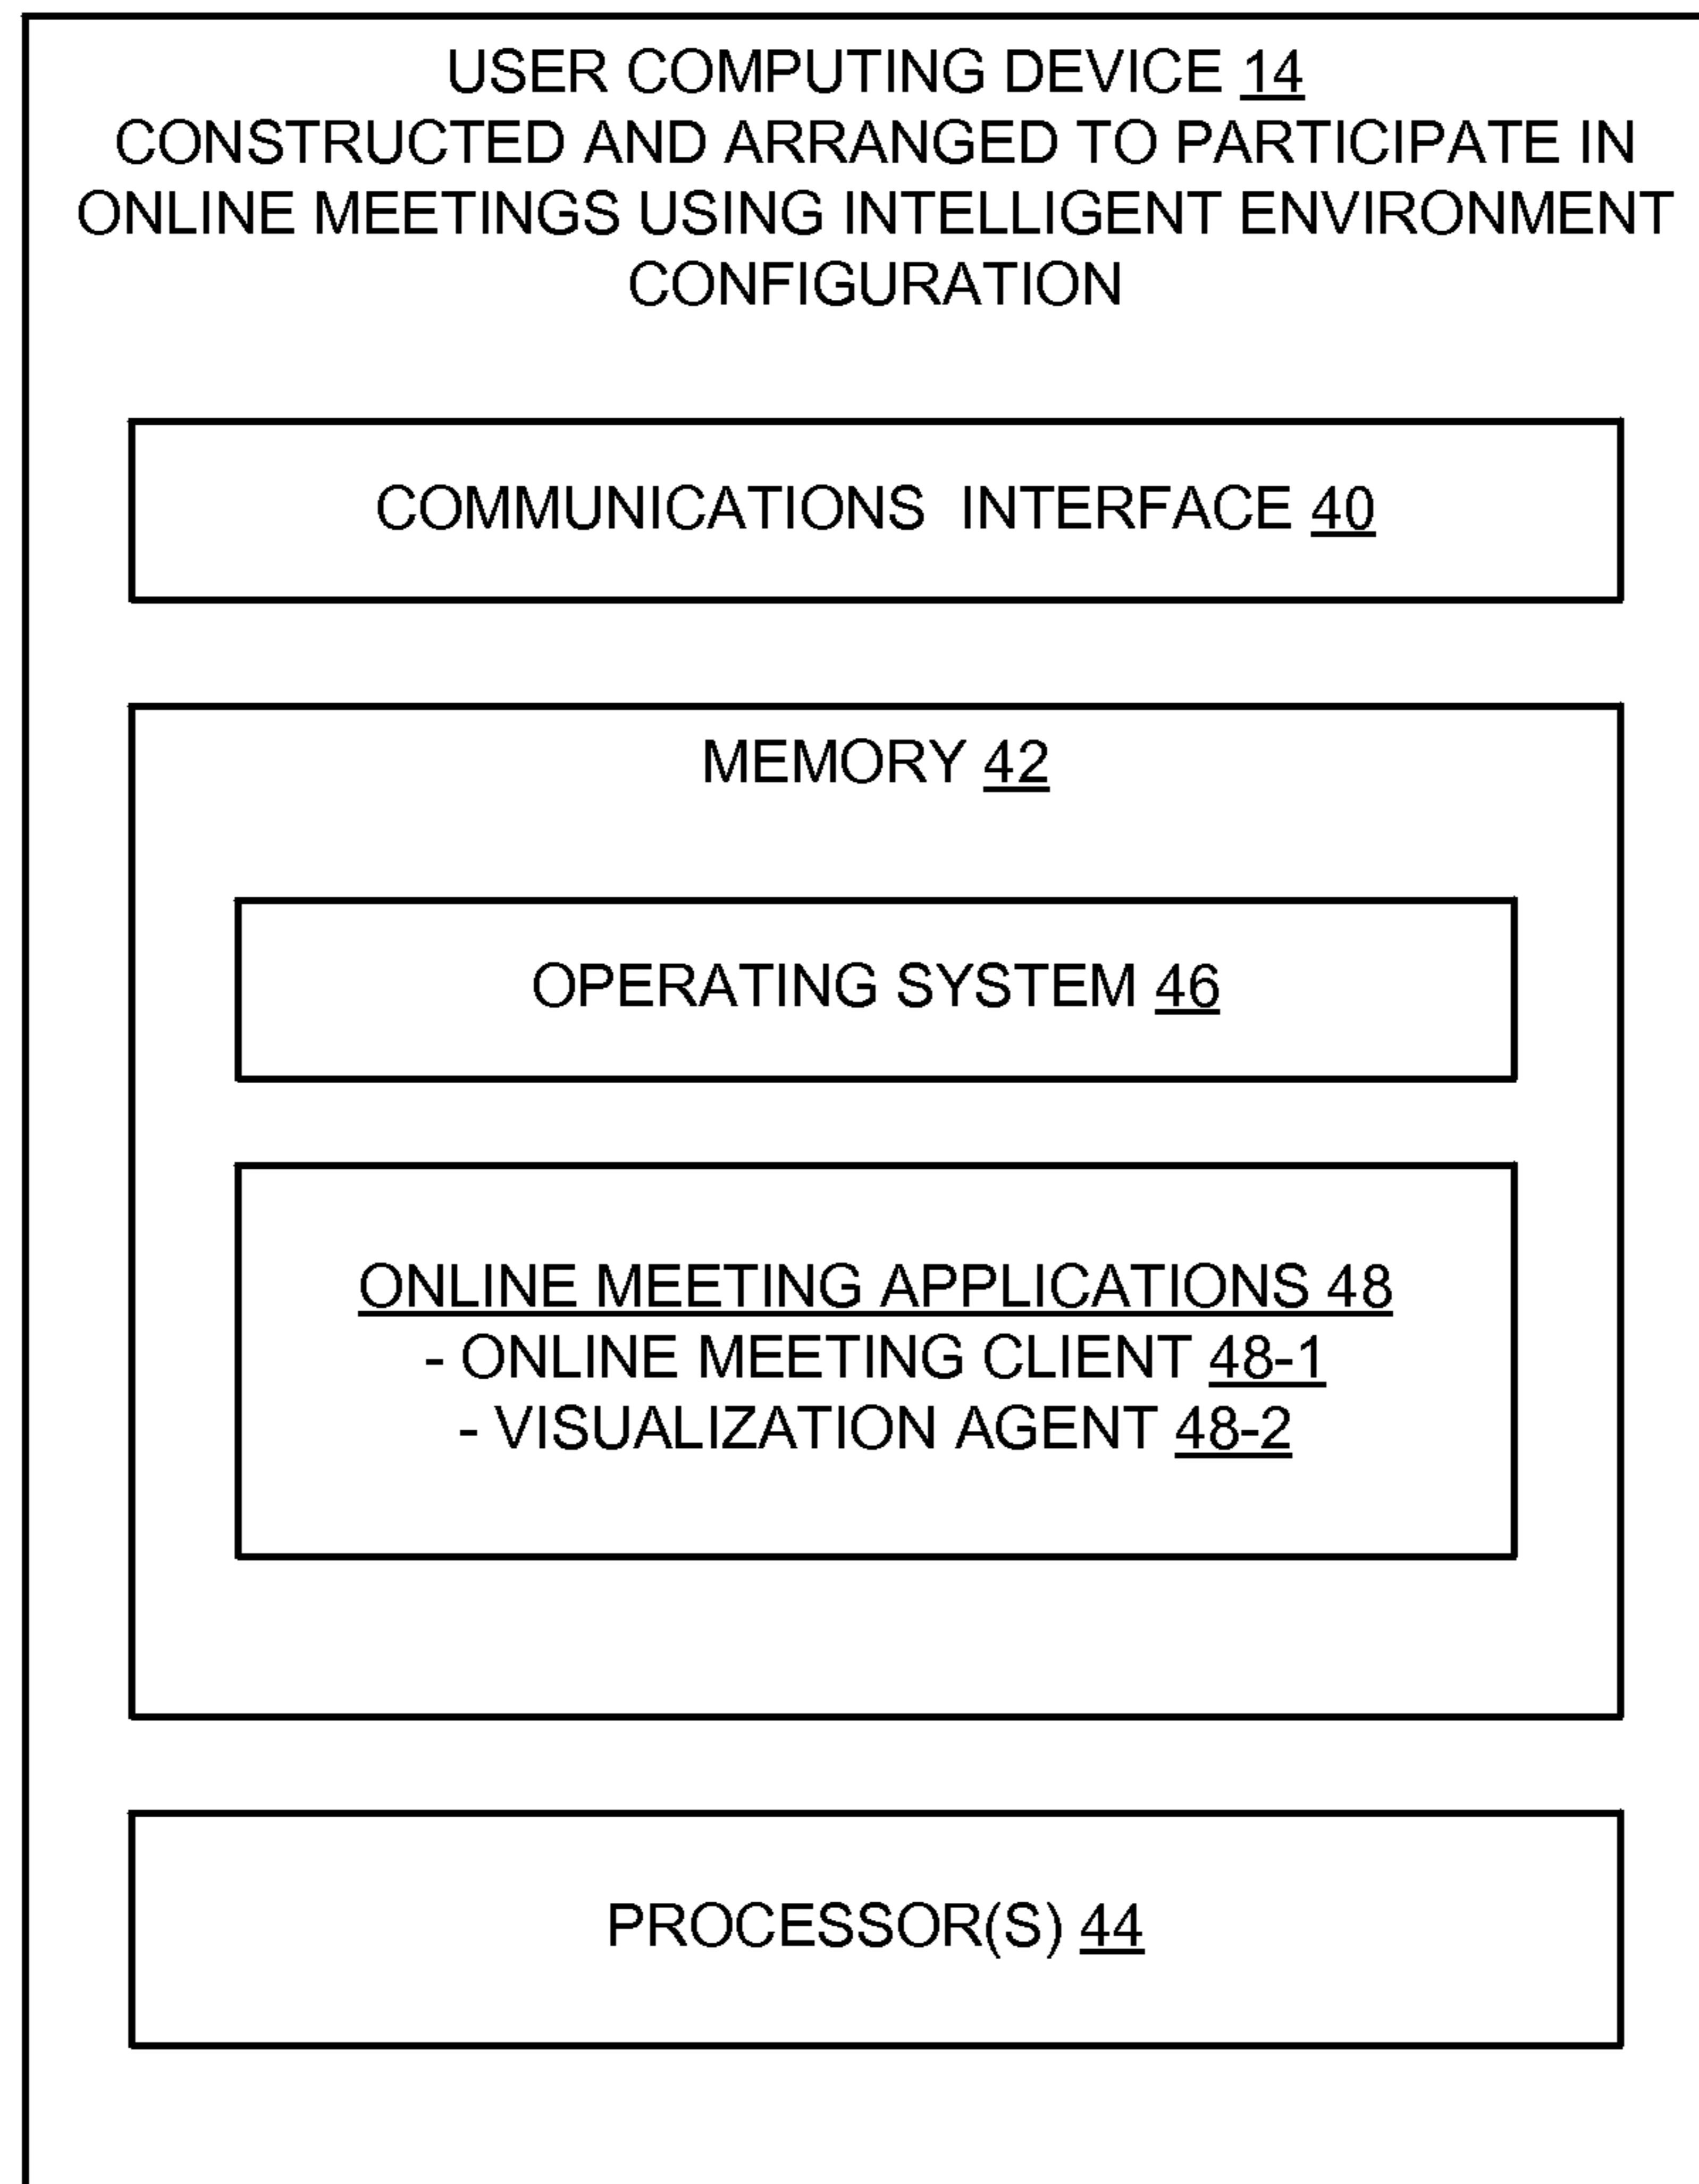 USER COMPUTING DEVICE 14
CONSTRUCTED AND ARRANGED TO PARTICIPATE IN
ONLINE MEETINGS USING INTELLIGENT ENVIRONMENT
CONFIGURATION
COMMUNICATIONS INTERFACE 40
MEMORY 42
OPERATING SYSTEM 46
ONLINE MEETING APPLICATIONS 48
- ONLINE MEETING CLIENT 48-1
- VISUALIZATION AGENT 48-2
PROCESSOR(S) 44